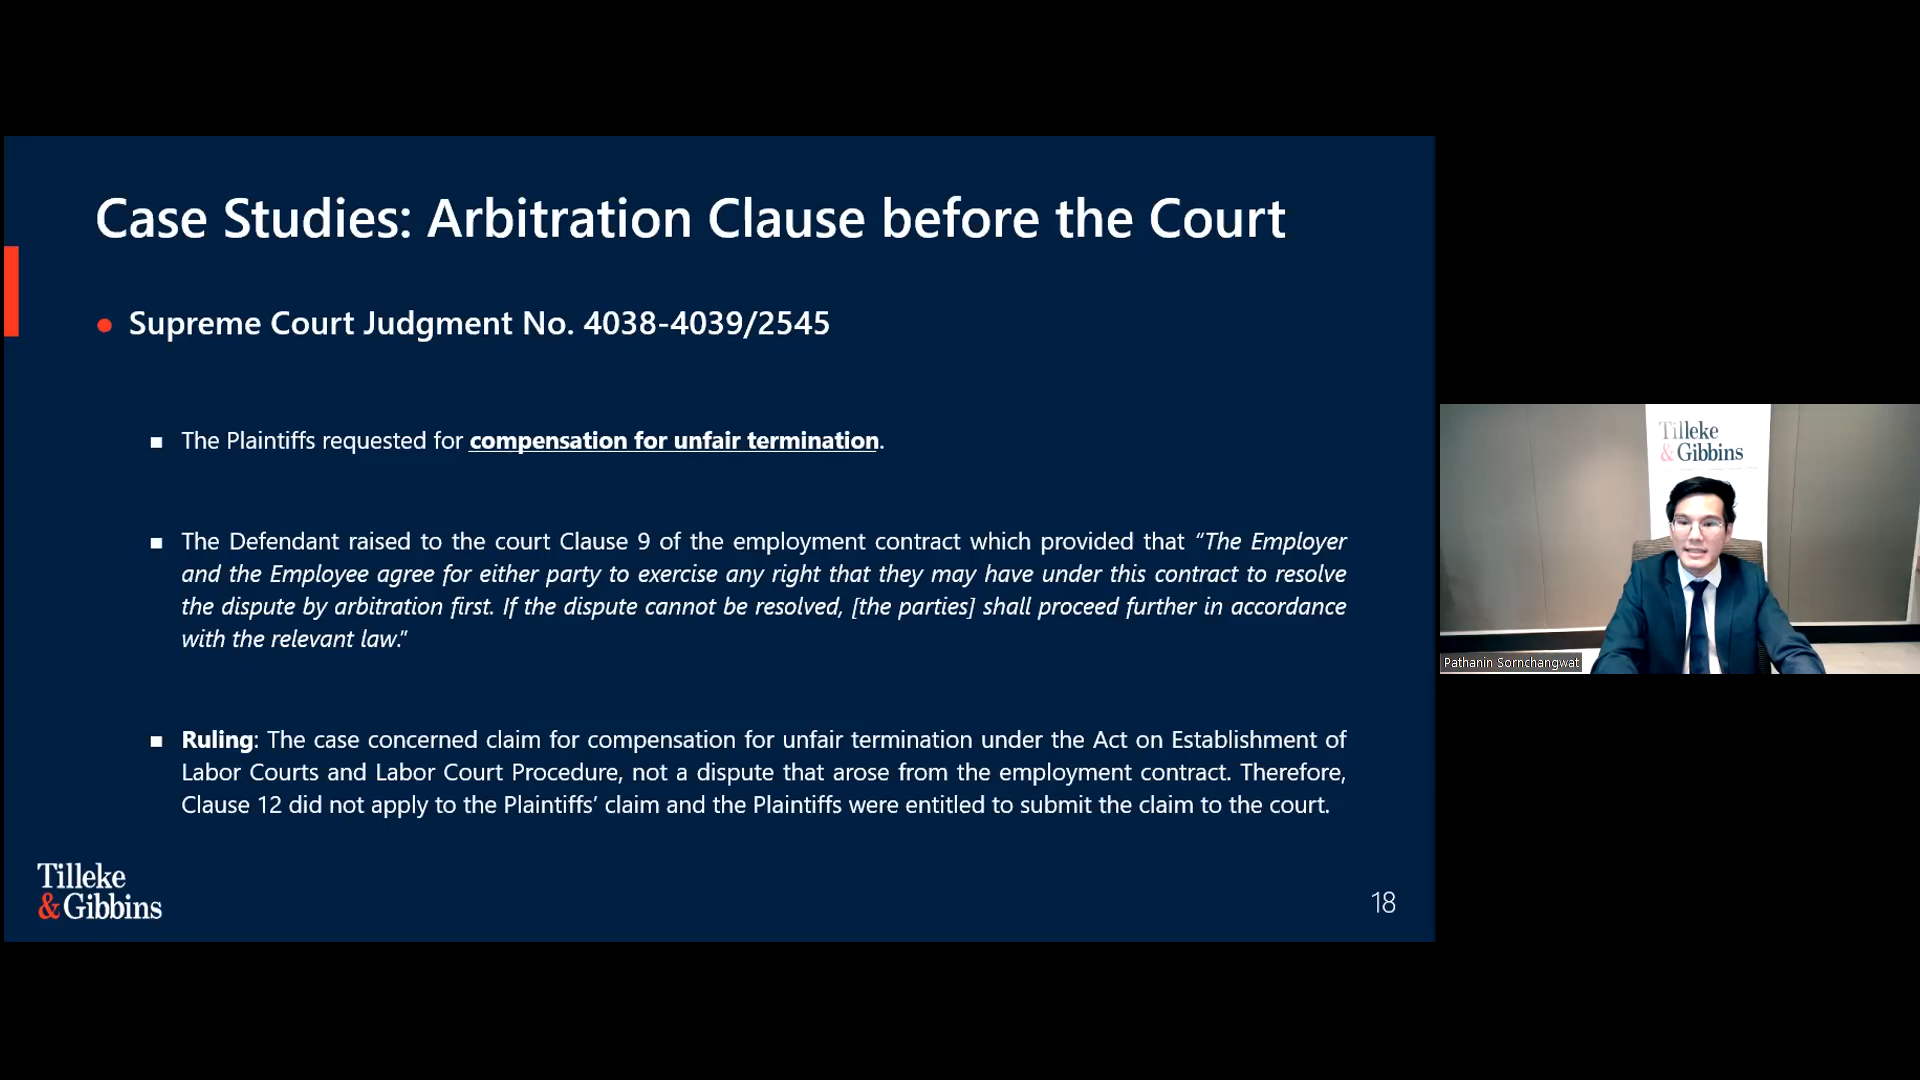 Case Studies: Arbitration Clause before the Court
Supreme Court Judgment No. 4038-4039/2545
The Plaintiffs requested for compensation for unfair termination.
The Defendant raised to the court Clause 9 of the employment contract which provided that “The Employer
and the Employee agree for either party to exercise any right that they may have under this contract to resolve
the dispute by arbitration first. If the dispute cannot be resolved, [the parties] shall proceed further in accordance
with the relevant law.”
Ruling: The case concerned claim for compensation for unfair termination under the Act on Establishment of
Labor Courts and Labor Court Procedure, not a dispute that arose from the employment contract. Therefore,
Clause 12 did not apply to the Plaintiffs’ claim and the Plaintiffs were entitled to submit the claim to the court.
Tilleke
& Gibbins
18
Tilleke
& Gibbins
Pathanin Sornchangwat